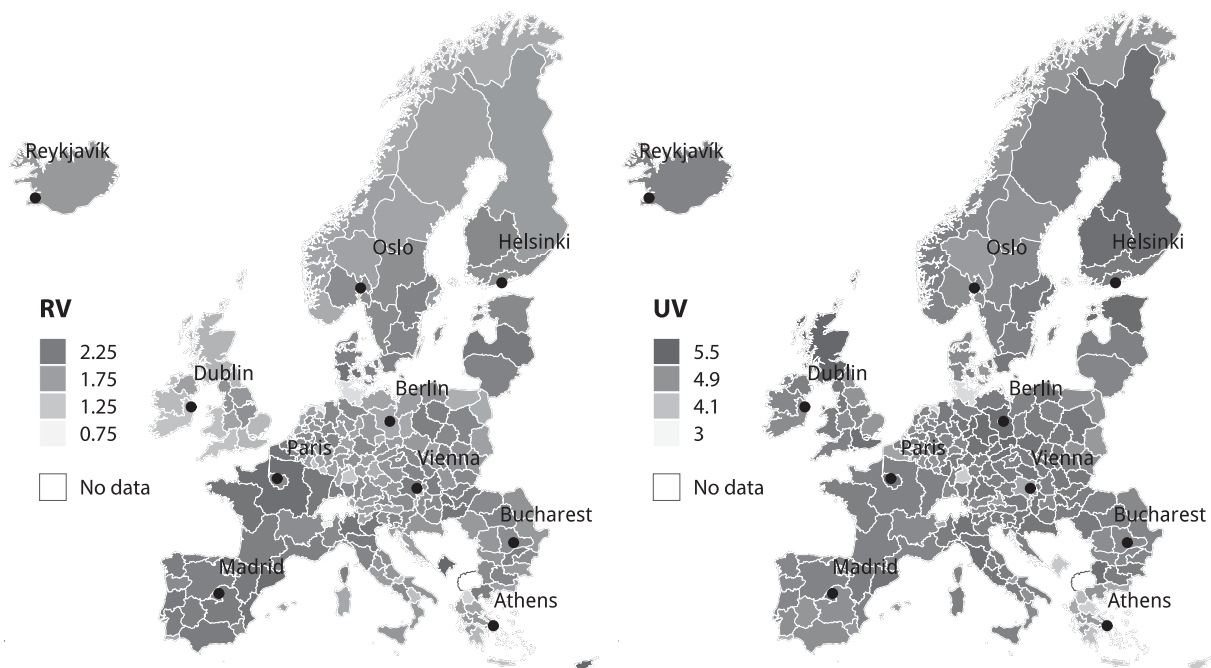 Reykjavík
Oslo
Helsinki
RV
2.25
1.75
1.25
0.75
No data
Dublin
Berlin
Paris
Vienna
Bucharest
Madrid
Athens
Reykjavík
Oslo
Helsinki
UV
5.5
4.9
4.1
3
No data
Dublin
Berlin
Paris
Vienna
Bucharest
Madrid
Athens